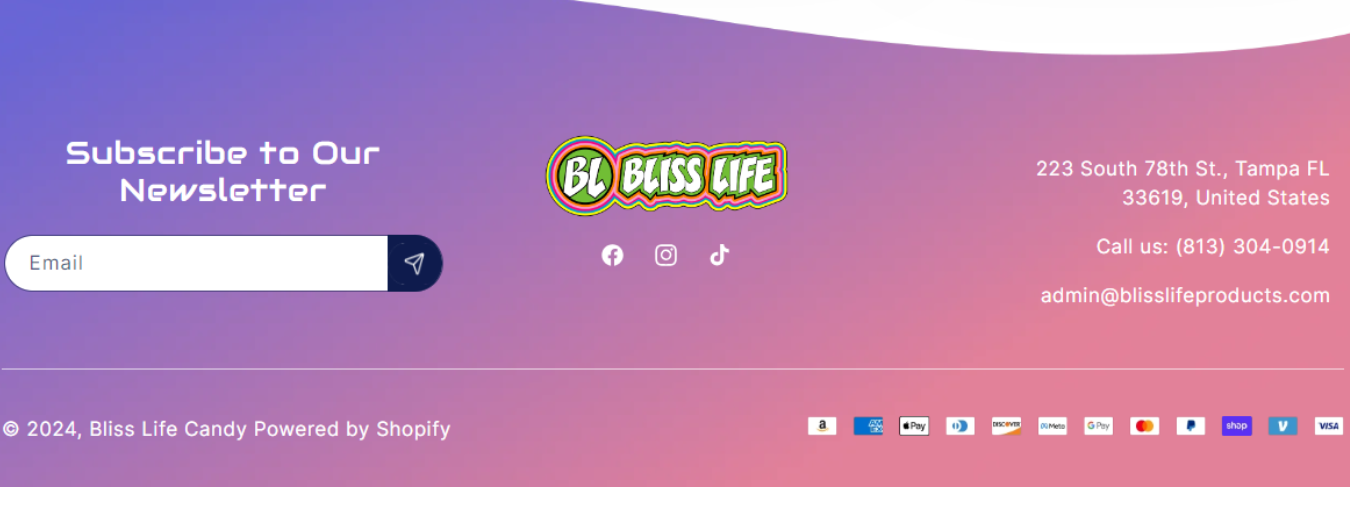 Subscribe to Our
Newsletter
Email
BL BLISS LIFE
223 South 78th St., Tampa FL
33619, United States
Call us: (813) 304-0914
admin@blisslifeproducts.com
© 2024, Bliss Life Candy Powered by Shopify
a AMEX Pay DISCOVER Meta G Pay shop V VISA